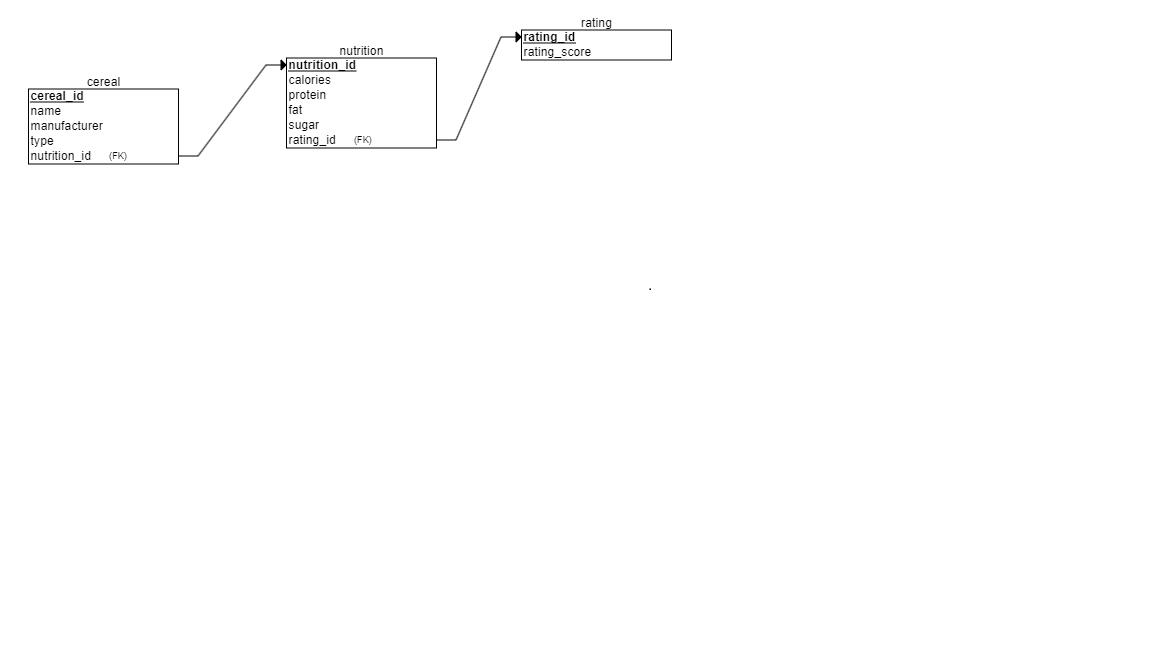 cereal
cereal_id
name
manufacturer
type
nutrition_id (FK)
nutrition
nutrition_id
calories
protein
fat
sugar
rating_id (FK)
rating
rating_id
rating_score